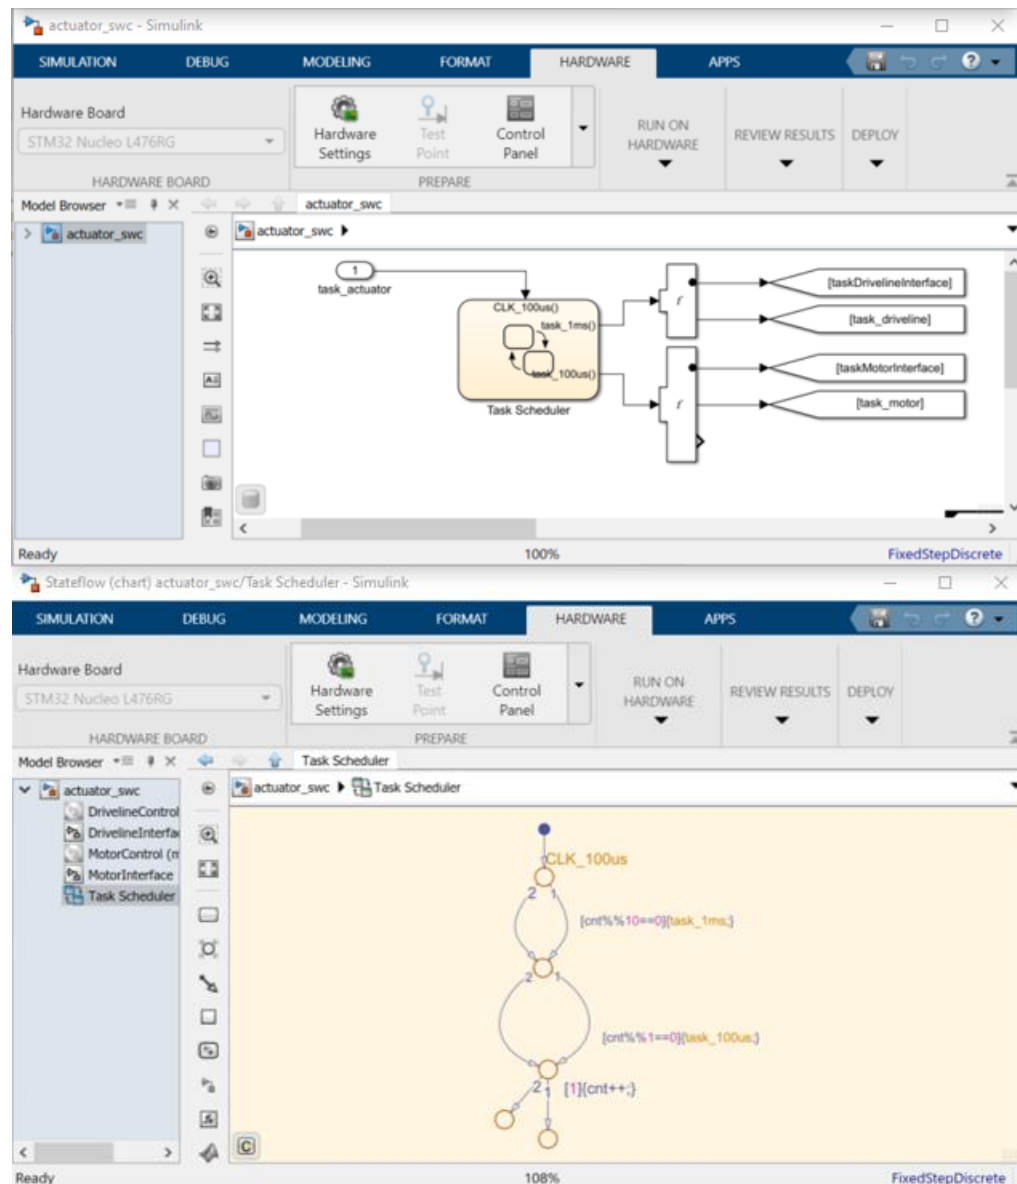 actuator_swc - Simulink
SIMULATION DEBUG MODELING FORMAT HARDWARE APPS
Hardware Board
STM32 Nucleo L476RG
Hardware Settings
Test Point
Control Panel
RUN ON HARDWARE
REVIEW RESULTS
DEPLOY
HARDWARE BOARD
PREPARE
Model Browser
actuator_swc
actuator_swc
actuator_swc
1
task_actuator
CLK_100us()
task_1ms()
task_100us()
Task Scheduler
f
[taskDrivelineInterface]
[task_driveline]
f
[taskMotorInterface]
[task_motor]
Ready
100%
FixedStepDiscrete
Stateflow (chart) actuator_swc/Task Scheduler - Simulink
SIMULATION DEBUG MODELING FORMAT HARDWARE APPS
Hardware Board
STM32 Nucleo L476RG
Hardware Settings
Test Point
Control Panel
RUN ON HARDWARE
REVIEW RESULTS
DEPLOY
HARDWARE BOARD
PREPARE
Model Browser
Task Scheduler
actuator_swc
DrivelineControl
DrivelineInterfa
MotorControl (m
MotorInterface
Task Scheduler
actuator_swc Task Scheduler
CLK_100us
2 1
[cnt%%10==0]{task_1ms;}
2 1
[cnt%%1==0]{task_100us;}
2 1
[1]{cnt++;}
C
Ready
108%
FixedStepDiscrete